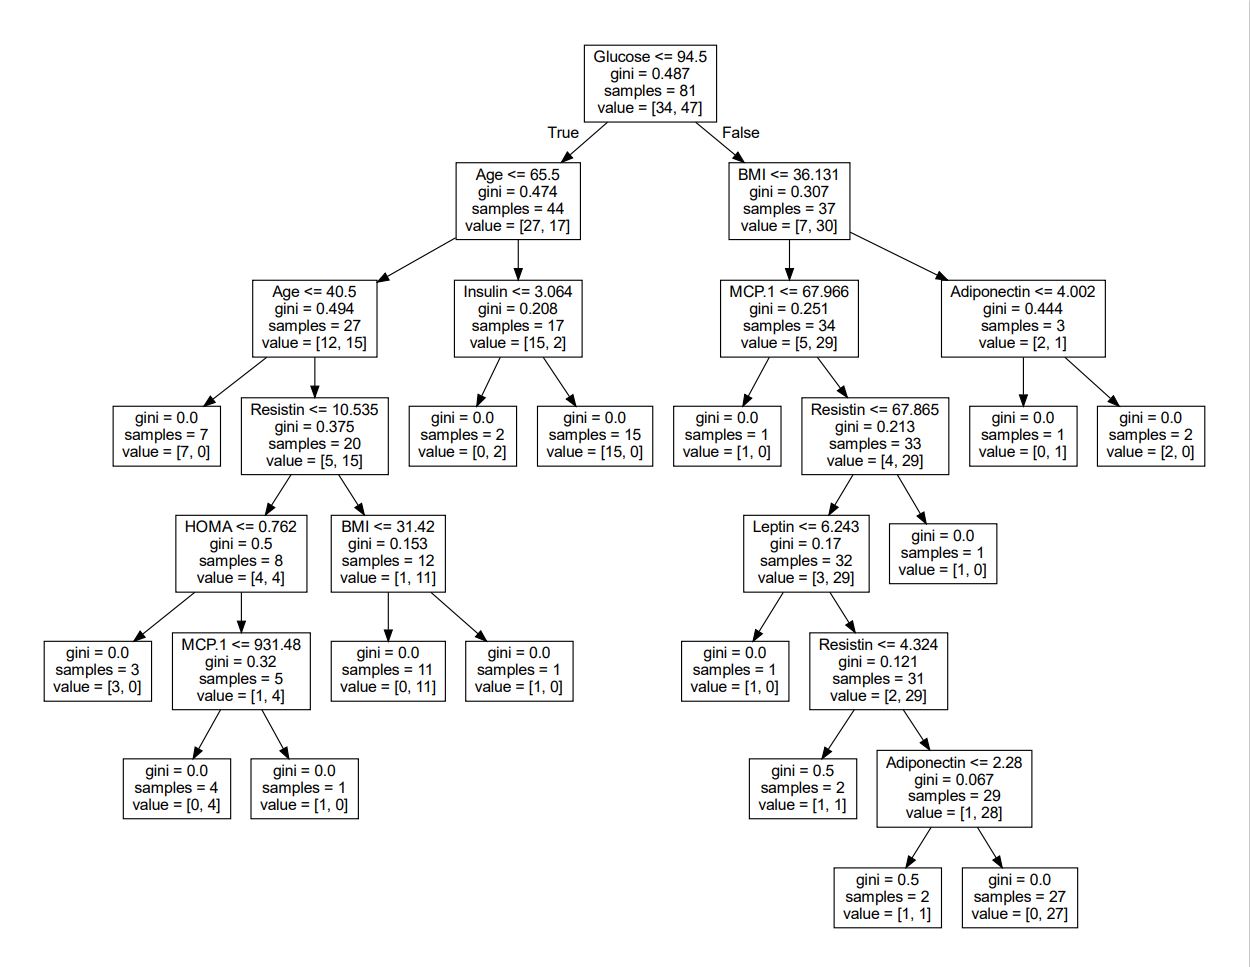 Glucose <= 94.5
gini = 0.487
samples = 81
value = [34, 47]
True
False
Age <= 65.5
gini = 0.474
samples = 44
value = [27, 17]
BMI <= 36.131
gini = 0.307
samples = 37
value = [7, 30]
Age <= 40.5
gini = 0.494
samples = 27
value = [12, 15]
Insulin <= 3.064
gini = 0.208
samples = 17
value = [15, 2]
MCP.1 <= 67.966
gini = 0.251
samples = 34
value = [5, 29]
Adiponectin <= 4.002
gini = 0.444
samples = 3
value = [2, 1]
gini = 0.0
samples = 7
value = [7, 0]
Resistin <= 10.535
gini = 0.375
samples = 20
value = [5, 15]
gini = 0.0
samples = 2
value = [0, 2]
gini = 0.0
samples = 15
value = [15, 0]
gini = 0.0
samples = 1
value = [1, 0]
Resistin <= 67.865
gini = 0.213
samples = 33
value = [4, 29]
gini = 0.0
samples = 1
value = [0, 1]
gini = 0.0
samples = 2
value = [2, 0]
HOMA <= 0.762
gini = 0.5
samples = 8
value = [4, 4]
BMI <= 31.42
gini = 0.153
samples = 12
value = [1, 11]
Leptin <= 6.243
gini = 0.17
samples = 32
value = [3, 29]
gini = 0.0
samples = 1
value = [1, 0]
gini = 0.0
samples = 3
value = [3, 0]
MCP.1 <= 931.48
gini = 0.32
samples = 5
value = [1, 4]
gini = 0.0
samples = 11
value = [0, 11]
gini = 0.0
samples = 1
value = [1, 0]
gini = 0.0
samples = 1
value = [1, 0]
Resistin <= 4.324
gini = 0.121
samples = 31
value = [2, 29]
gini = 0.0
samples = 4
value = [0, 4]
gini = 0.0
samples = 1
value = [1, 0]
gini = 0.5
samples = 2
value = [1, 1]
Adiponectin <= 2.28
gini = 0.067
samples = 29
value = [1, 28]
gini = 0.5
samples = 2
value = [1, 1]
gini = 0.0
samples = 27
value = [0, 27]